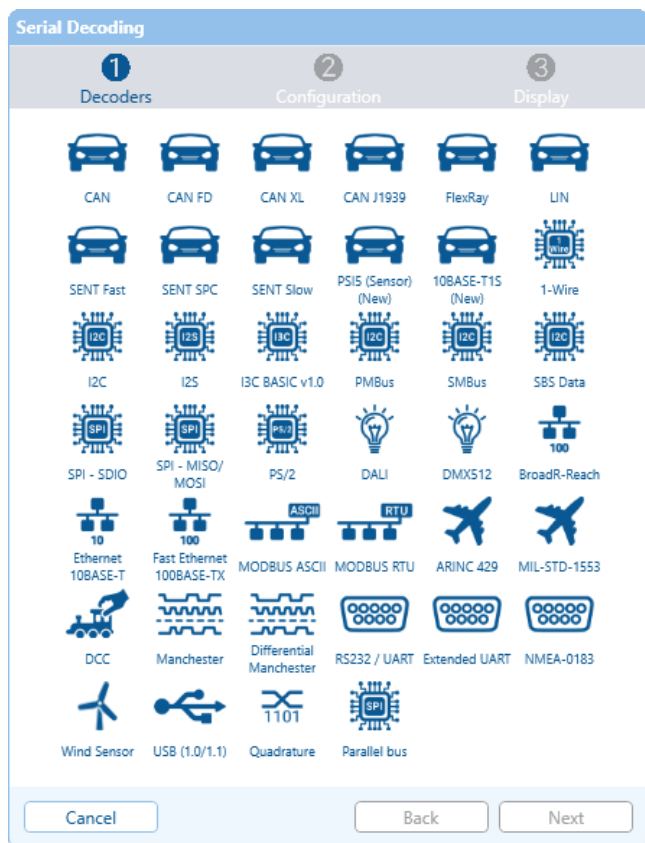 Serial Decoding
1 2 3
Decoders Configuration Display
CAN CAN FD CAN XL CAN J1939 FlexRay LIN
1
Wire
SENT Fast SENT SPC SENT Slow PSI5 (Sensor) 10BASE-T1S 1-Wire
(New) (New)
I2C I2S I3C I2C I2C I2C
I2C I2S I3C BASIC v1.0 PMBus SMBus SBS Data
SPI SPI PS/2 100
SPI - SDIO SPI - MISO/ PS/2 DALI DMX512 BroadR-Reach
MOSI
10 100 ASCII RTU
Ethernet Fast Ethernet MODBUS ASCII MODBUS RTU ARINC 429 MIL-STD-1553
10BASE-T 100BASE-TX
DCC Manchester Differential RS232 / UART Extended UART NMEA-0183
Manchester
1101 SPI
Wind Sensor USB (1.0/1.1) Quadrature Parallel bus
Cancel Back Next